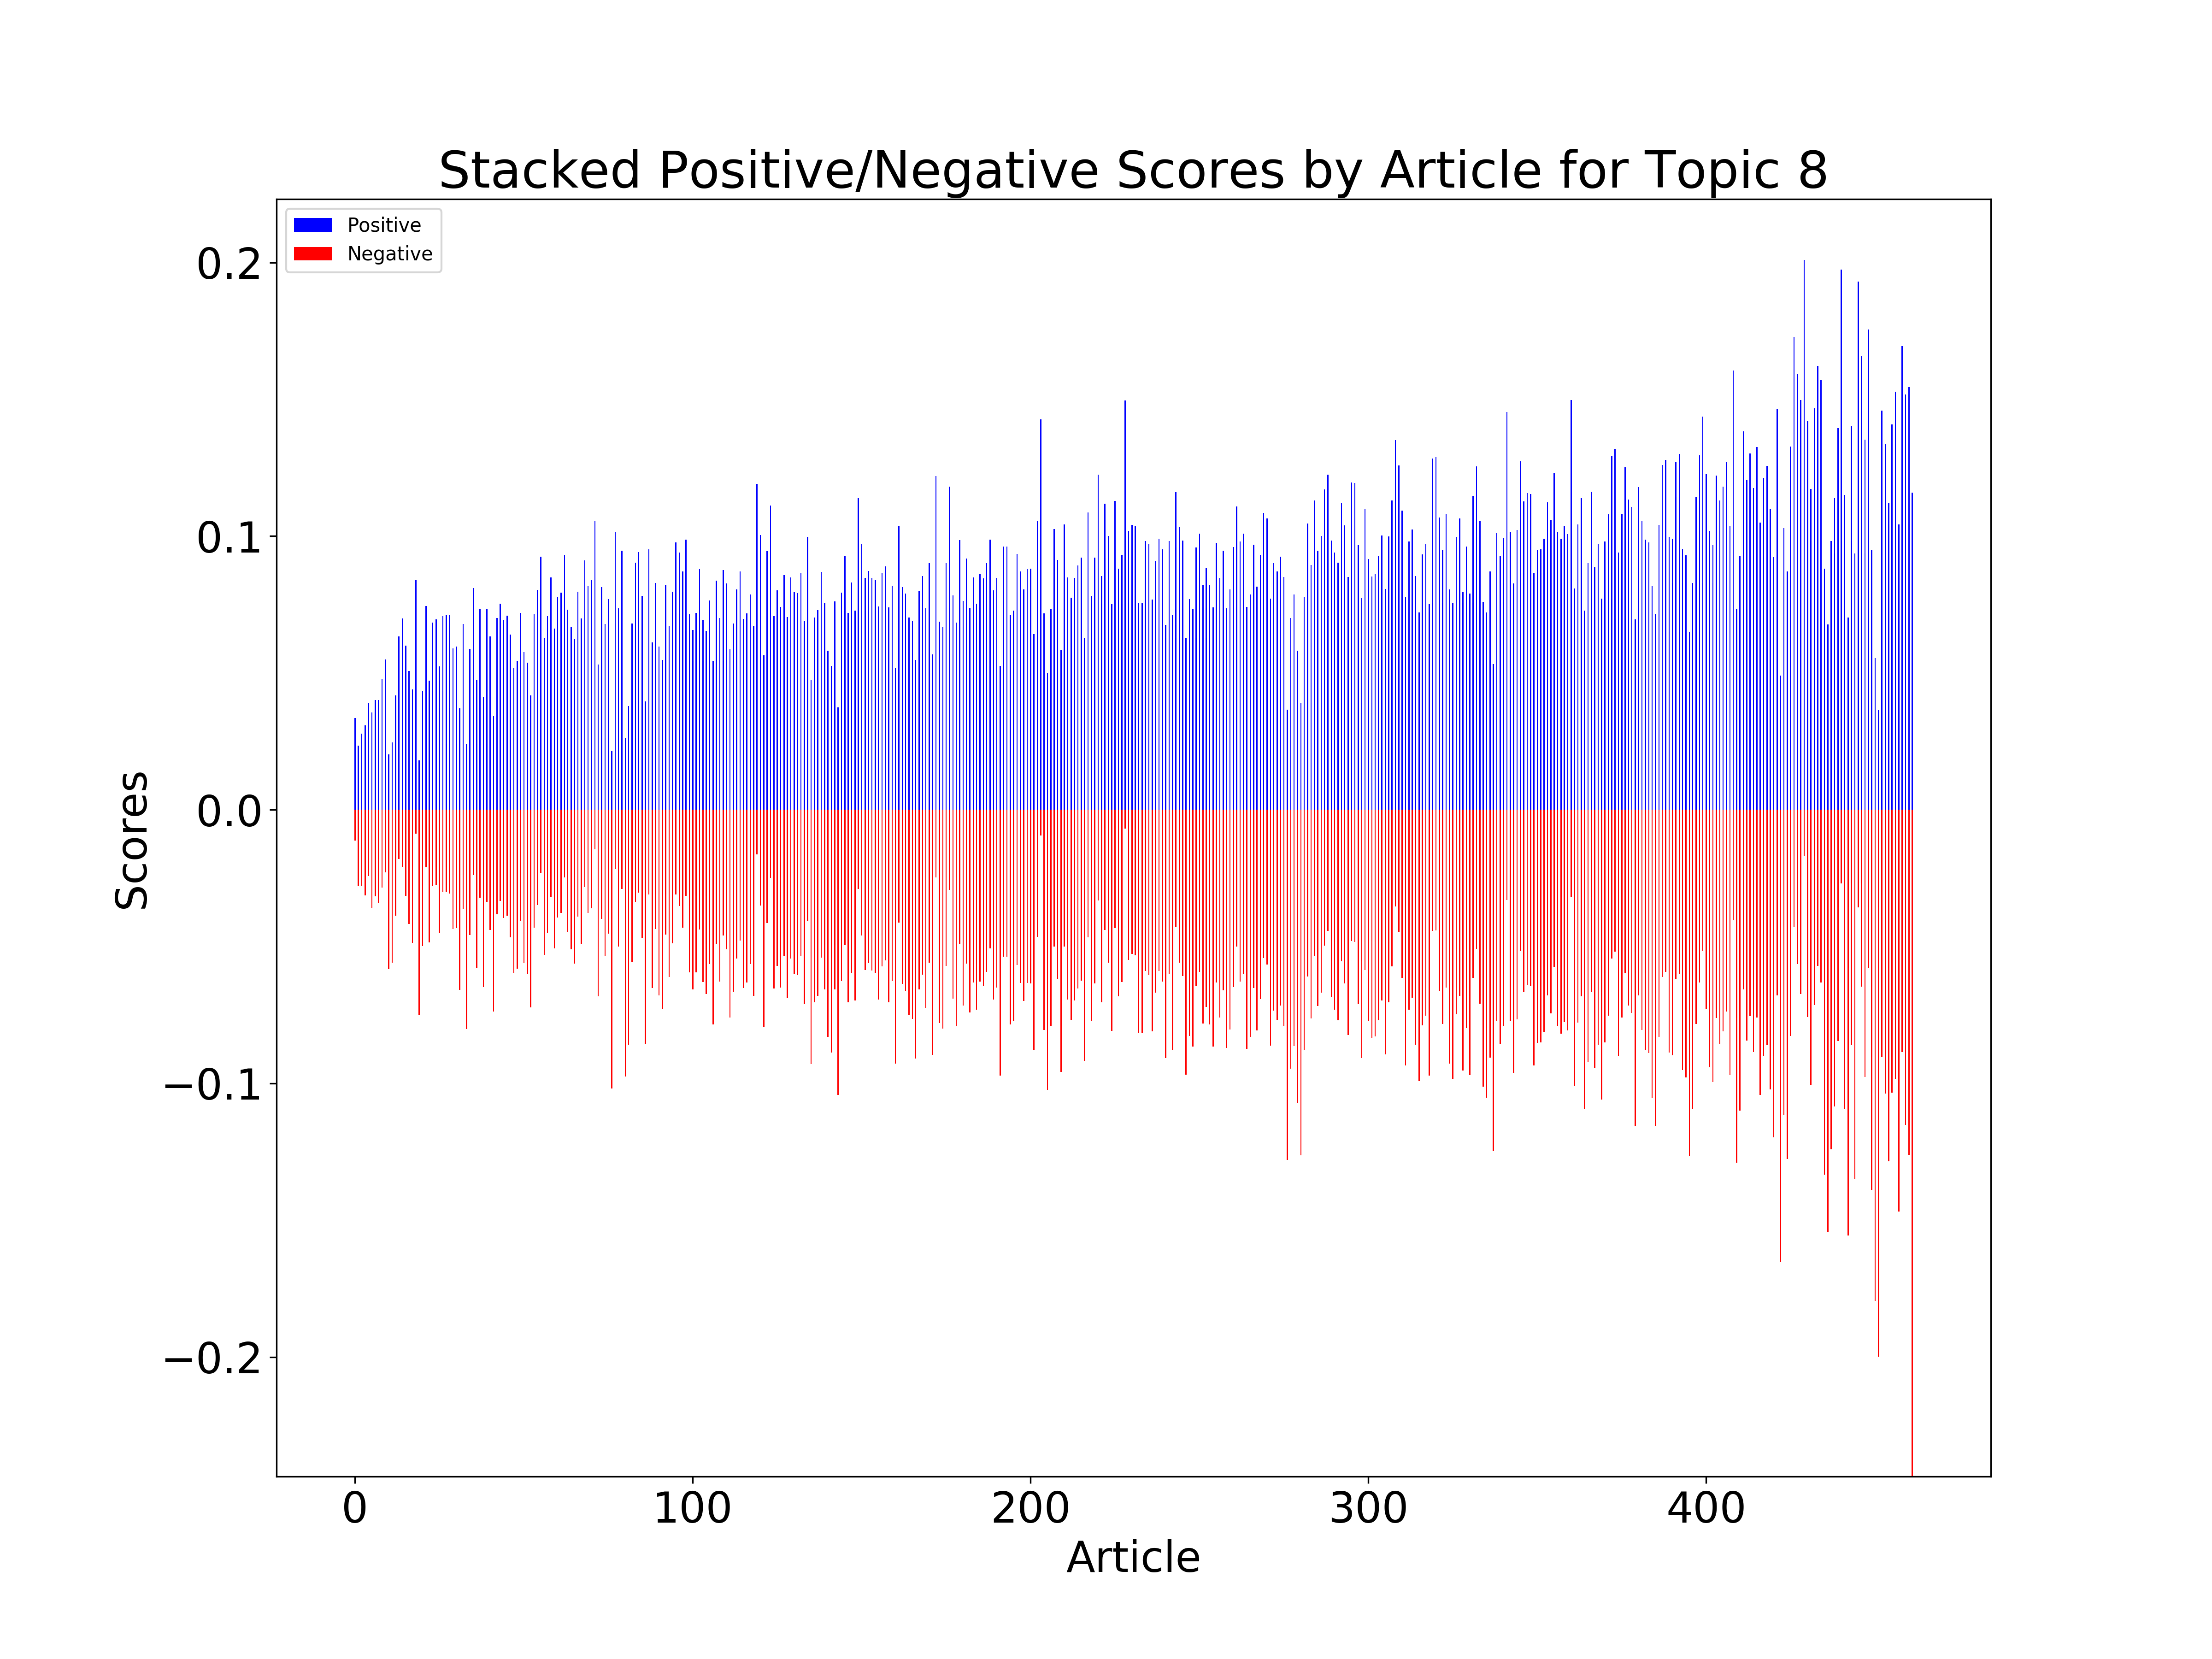 Stacked Positive/Negative Scores by Article for Topic 8
Positive
Negative
0.2
0.1
0.0
−0.1
−0.2
Scores
0 100 200 300 400
Article